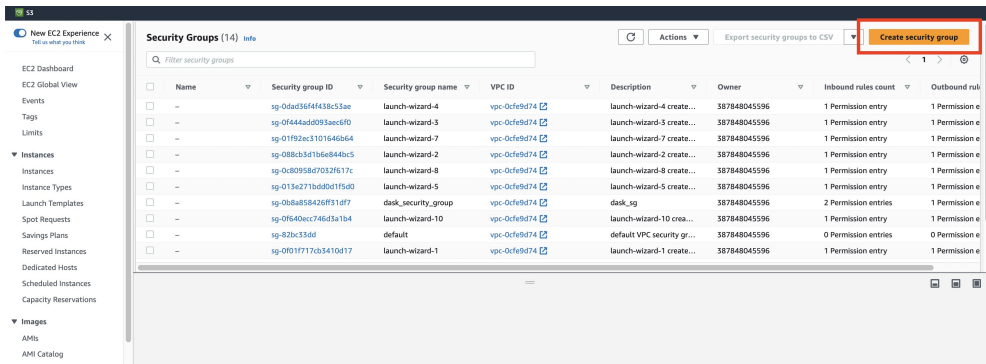 S3
New EC2 Experience
Tell us what you think
EC2 Dashboard
EC2 Global View
Events
Tags
Limits
Instances
Instances
Instance Types
Launch Templates
Spot Requests
Savings Plans
Reserved Instances
Dedicated Hosts
Scheduled Instances
Capacity Reservations
Images
AMIs
AMI Catalog
Security Groups (14) Info
Actions
Export security groups to CSV
Create security group
Filter security groups
1
Name Security group ID Security group name VPC ID Description Owner Inbound rules count Outbound rul
– sg-0dad36f4f438c53ae launch-wizard-4 vpc-0cfe9d74 launch-wizard-4 create... 387848045596 1 Permission entry 1 Permission e
– sg-0f444add093aec6f0 launch-wizard-3 vpc-0cfe9d74 launch-wizard-3 create... 387848045596 1 Permission entry 1 Permission e
– sg-01f92ec3101646b64 launch-wizard-7 vpc-0cfe9d74 launch-wizard-7 create... 387848045596 1 Permission entry 1 Permission e
– sg-088cb3d1b6e844bc5 launch-wizard-2 vpc-0cfe9d74 launch-wizard-2 create... 387848045596 1 Permission entry 1 Permission e
– sg-0c80958d7032f617c launch-wizard-8 vpc-0cfe9d74 launch-wizard-8 create... 387848045596 1 Permission entry 1 Permission e
– sg-013e271bdd0d1f5d0 launch-wizard-5 vpc-0cfe9d74 launch-wizard-5 create... 387848045596 1 Permission entry 1 Permission e
– sg-0b8a858426ff31df7 dask_security_group vpc-0cfe9d74 dask_sg 387848045596 2 Permission entries 1 Permission e
– sg-0f640ecc746d3a1b4 launch-wizard-10 vpc-0cfe9d74 launch-wizard-10 crea... 387848045596 1 Permission entry 1 Permission e
– sg-82bc33dd default vpc-0cfe9d74 default VPC security gr... 387848045596 0 Permission entries 0 Permission e
– sg-0f01f717cb3410d17 launch-wizard-1 vpc-0cfe9d74 launch-wizard-1 create... 387848045596 1 Permission entry 1 Permission e